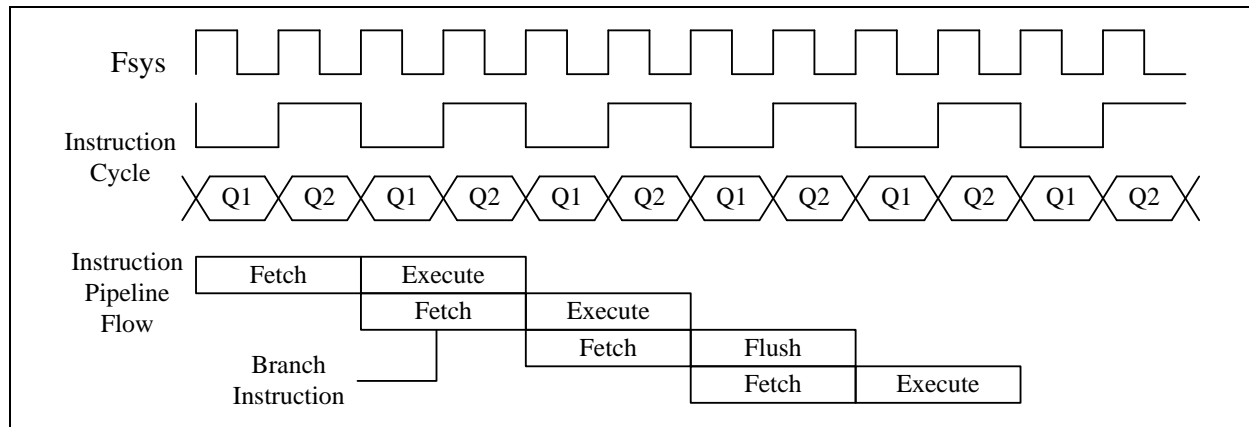 Fsys
Instruction
Cycle
Q1 Q2 Q1 Q2 Q1 Q2 Q1 Q2 Q1 Q2 Q1 Q2
Instruction
Pipeline
Flow
Fetch Execute
Fetch Execute
Fetch Flush
Fetch Execute
Branch
Instruction